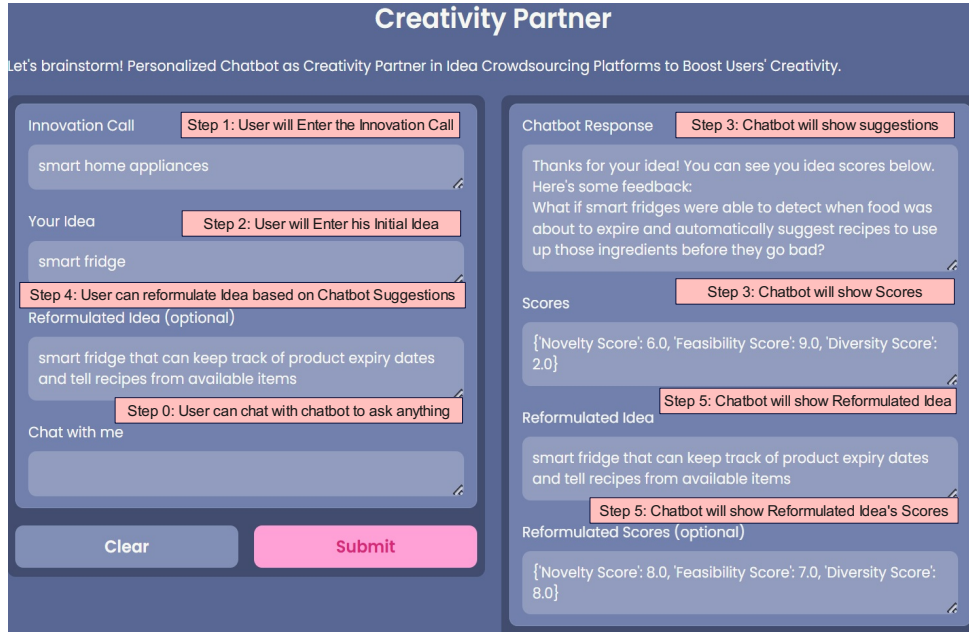 Creativity Partner
Let's brainstorm! Personalized Chatbot as Creativity Partner in Idea Crowdsourcing Platforms to Boost Users' Creativity.
Innovation Call
Step 1: User will Enter the Innovation Call
smart home appliances
Your Idea
Step 2: User will Enter his Initial Idea
smart fridge
Step 4: User can reformulate Idea based on Chatbot Suggestions
Reformulated Idea (optional)
smart fridge that can keep track of product expiry dates
and tell recipes from available items
Step 0: User can chat with chatbot to ask anything
Chat with me
Clear
Submit
Chatbot Response
Step 3: Chatbot will show suggestions
Thanks for your idea! You can see you idea scores below.
Here's some feedback:
What if smart fridges were able to detect when food was
about to expire and automatically suggest recipes to use
up those ingredients before they go bad?
Step 3: Chatbot will show Scores
Scores
{'Novelty Score': 6.0, 'Feasibility Score': 9.0, 'Diversity Score':
2.0}
Step 5: Chatbot will show Reformulated Idea
Reformulated Idea
smart fridge that can keep track of product expiry dates
and tell recipes from available items
Step 5: Chatbot will show Reformulated Idea's Scores
Reformulated Scores (optional)
{'Novelty Score': 8.0, 'Feasibility Score': 7.0, 'Diversity Score':
8.0}